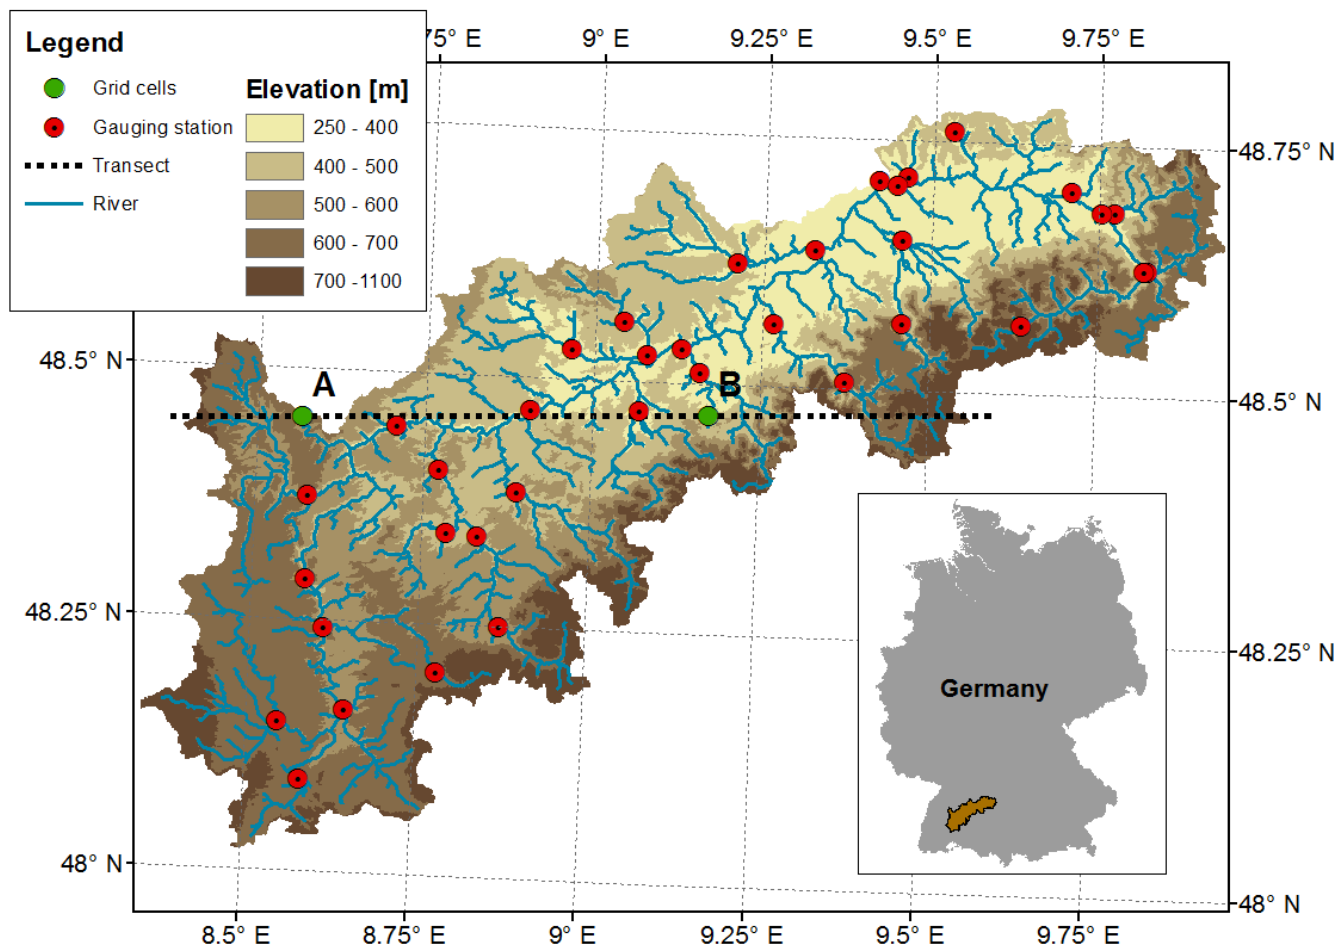 Legend
Grid cells
Gauging station
Transect
River
Elevation [m]
250 - 400
400 - 500
500 - 600
600 - 700
700 -1100
75° E
9° E
9.25° E
9.5° E
9.75° E
48.75° N
48.5° N
48.5° N
A
B
48.25° N
48.25° N
Germany
48° N
48° N
8.5° E
8.75° E
9° E
9.25° E
9.5° E
9.75° E